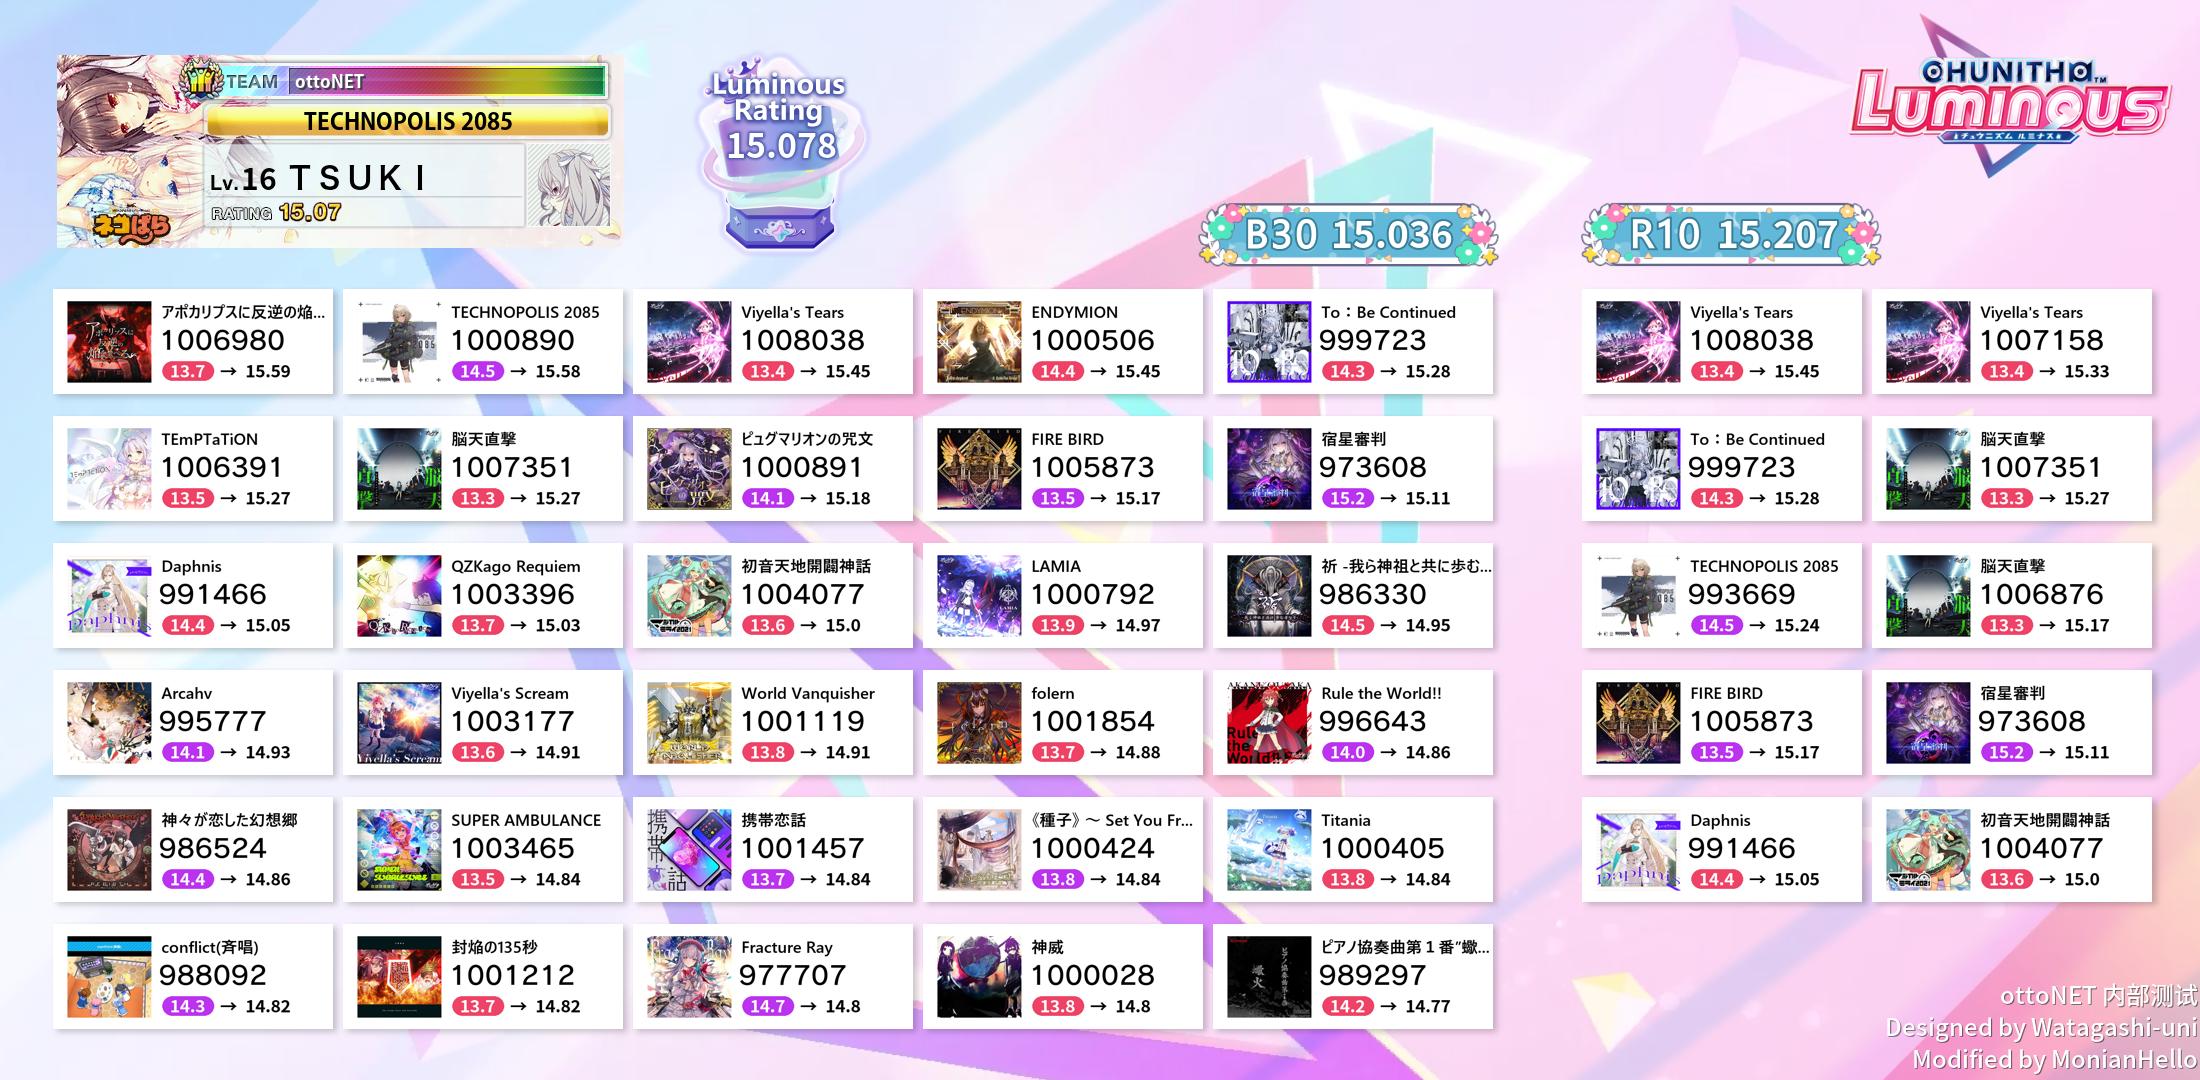 TEAM ottoNET
TECHNOPOLIS 2085
Lv.16 ＴＳＵＫＩ
RATING 15.07
ネコぱら
Luminous
Rating
15.078
CHUNITHM™
LUMINOUS
チュウニズム ルミナス
B30 15.036
R10 15.207
アポカリプスに反逆の焔...
1006980
13.7 → 15.59
TECHNOPOLIS 2085
1000890
14.5 → 15.58
Viyella's Tears
1008038
13.4 → 15.45
ENDYMION
1000506
14.4 → 15.45
To：Be Continued
999723
14.3 → 15.28
TEmPTaTiON
1006391
13.5 → 15.27
脳天直撃
1007351
13.3 → 15.27
ピュグマリオンの咒文
1000891
14.1 → 15.18
FIRE BIRD
1005873
13.5 → 15.17
宿星審判
973608
15.2 → 15.11
Daphnis
991466
14.4 → 15.05
QZKago Requiem
1003396
13.7 → 15.03
初音天地開闢神話
1004077
13.6 → 15.0
LAMIA
1000792
13.9 → 14.97
祈 -我ら神祖と共に歩む...
986330
14.5 → 14.95
Arcahv
995777
14.1 → 14.93
Viyella's Scream
1003177
13.6 → 14.91
World Vanquisher
1001119
13.8 → 14.91
folern
1001854
13.7 → 14.88
Rule the World!!
996643
14.0 → 14.86
神々が恋した幻想郷
986524
14.4 → 14.86
SUPER AMBULANCE
1003465
13.5 → 14.84
携帯恋話
1001457
13.7 → 14.84
《種子》～ Set You Fr...
1000424
13.8 → 14.84
Titania
1000405
13.8 → 14.84
conflict(斉唱)
988092
14.3 → 14.82
封焔の135秒
1001212
13.7 → 14.82
Fracture Ray
977707
14.7 → 14.8
神威
1000028
13.8 → 14.8
ピアノ協奏曲第１番”蠍...
989297
14.2 → 14.77
Viyella's Tears
1008038
13.4 → 15.45
Viyella's Tears
1007158
13.4 → 15.33
To：Be Continued
999723
14.3 → 15.28
脳天直撃
1007351
13.3 → 15.27
TECHNOPOLIS 2085
993669
14.5 → 15.24
脳天直撃
1006876
13.3 → 15.17
FIRE BIRD
1005873
13.5 → 15.17
宿星審判
973608
15.2 → 15.11
Daphnis
991466
14.4 → 15.05
初音天地開闢神話
1004077
13.6 → 15.0
ottoNET 内部测试
Designed by Watagashi-uni
Modified by MonianHello